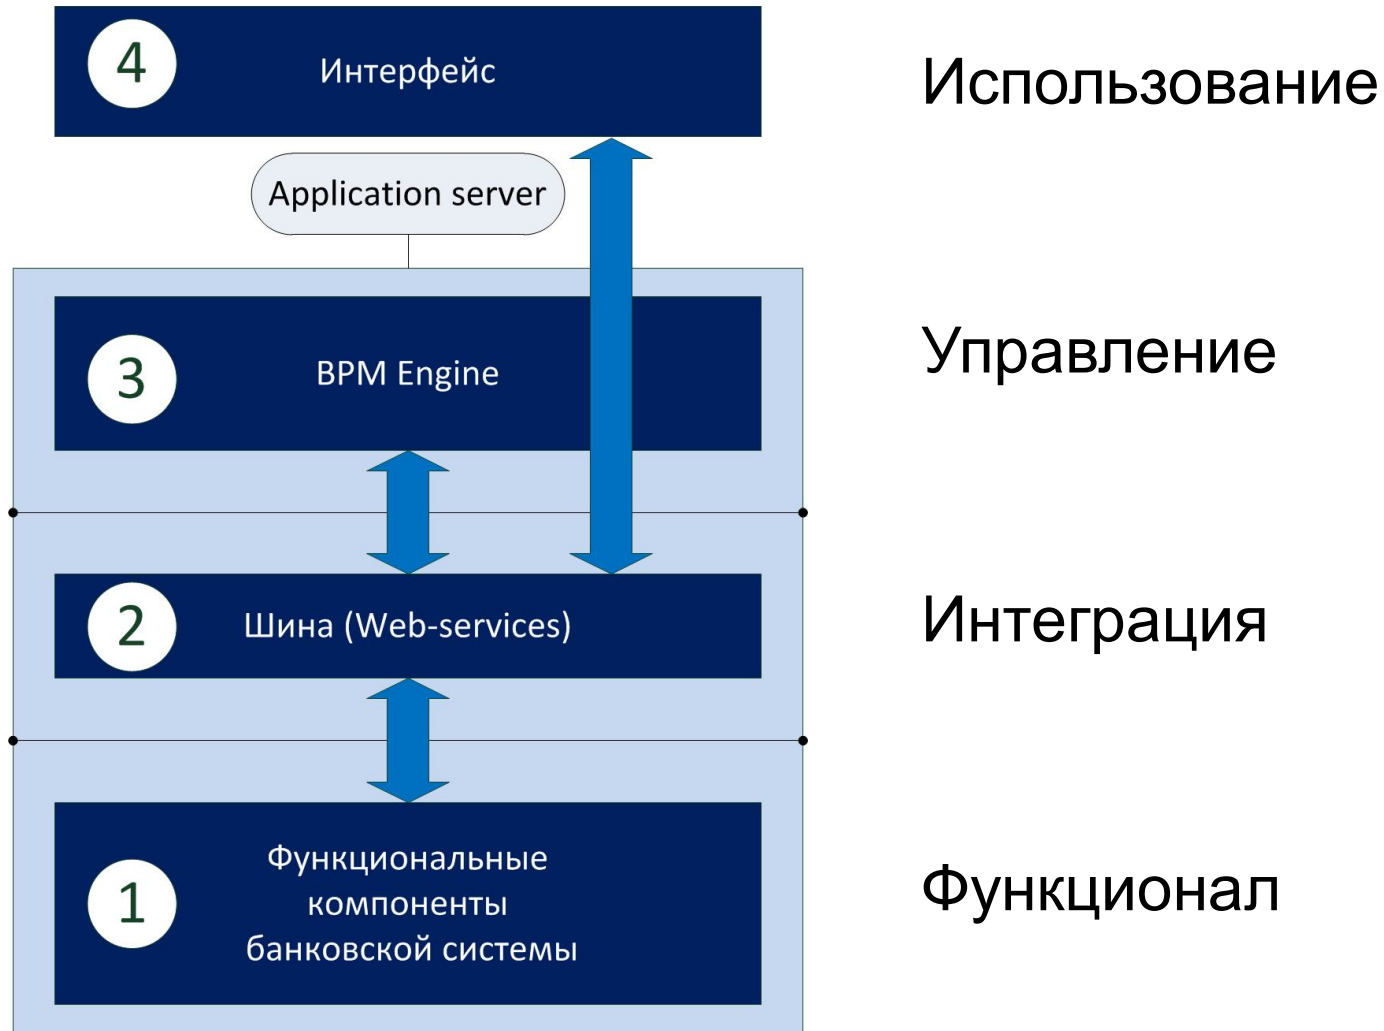 4
Интерфейс
Использование
Application server
3
BPM Engine
Управление
2
Шина (Web-services)
Интеграция
1
Функциональные
компоненты
банковской системы
Функционал